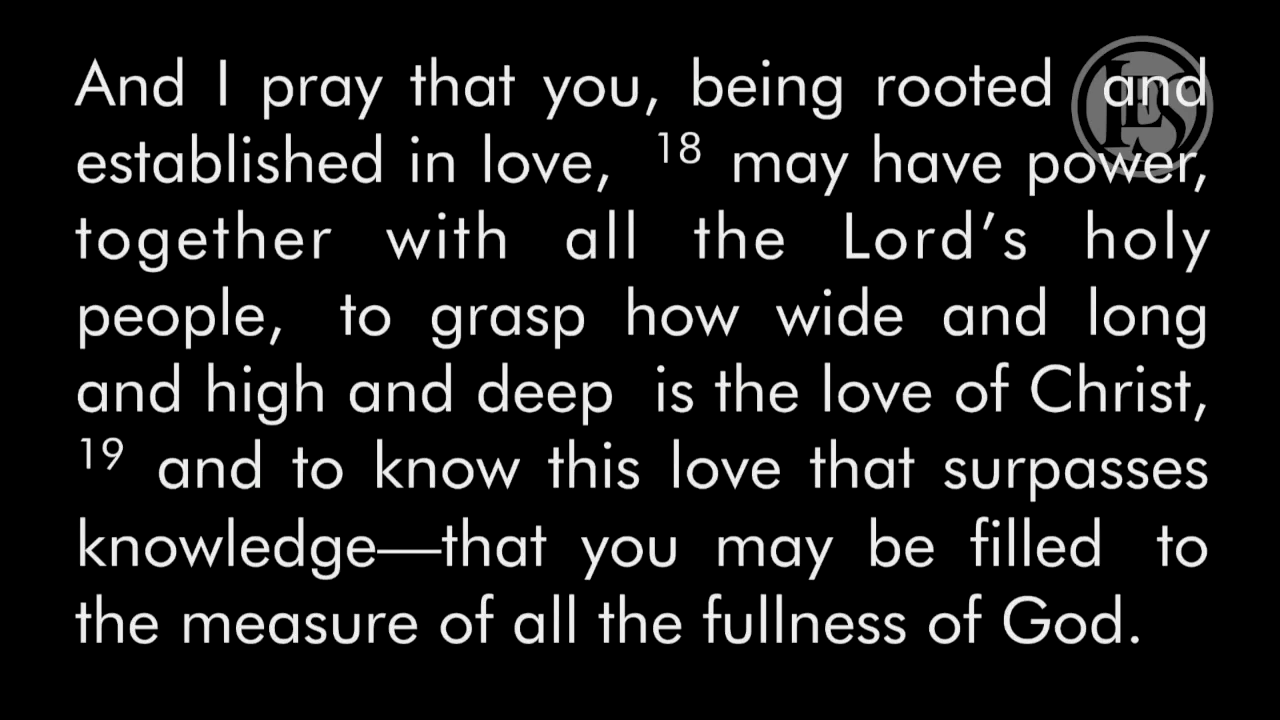 And I pray that you, being rooted and
established in love, 18 may have power,
together with all the Lord’s holy
people, to grasp how wide and long
and high and deep is the love of Christ,
19 and to know this love that surpasses
knowledge—that you may be filled to
the measure of all the fullness of God.
LES